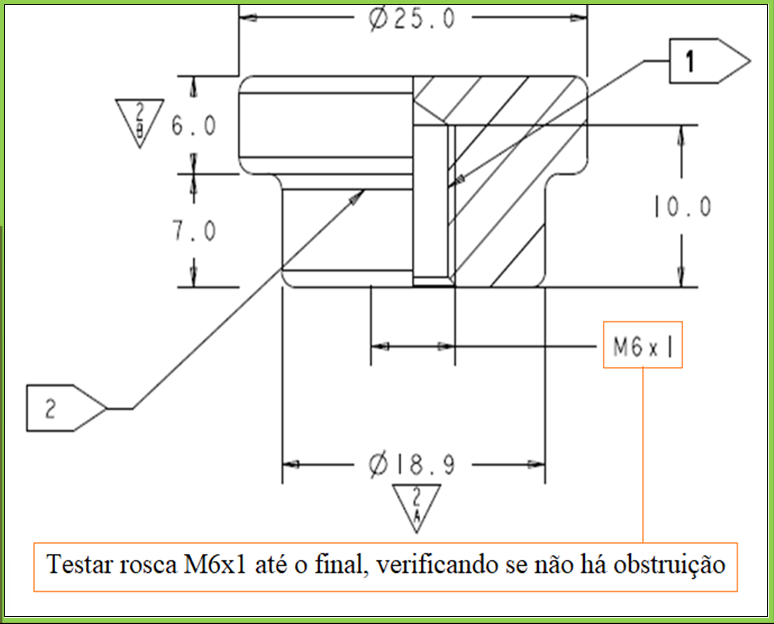 Ø25.0
1
2
B
6.0
10.0
7.0
M6x1
2
Ø18.9
2
A
Testar rosca M6x1 até o final, verificando se não há obstruição